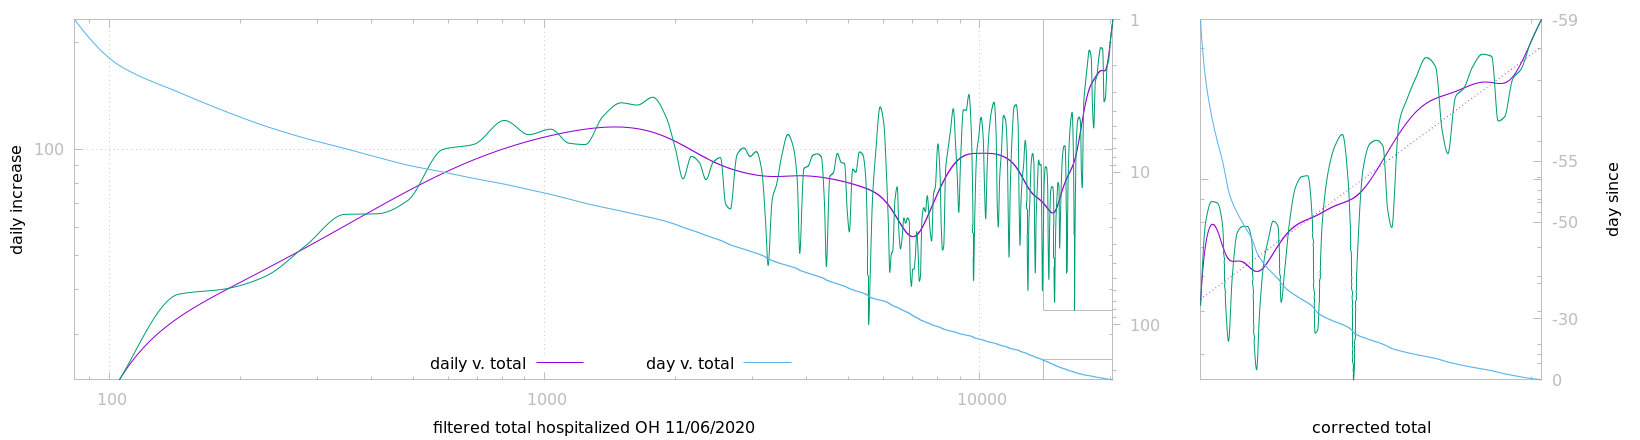 daily increase
100
1
10
100
daily v. total
day v. total
100
1000
10000
filtered total hospitalized OH 11/06/2020
-59
-55
-50
-30
0
day since
corrected total